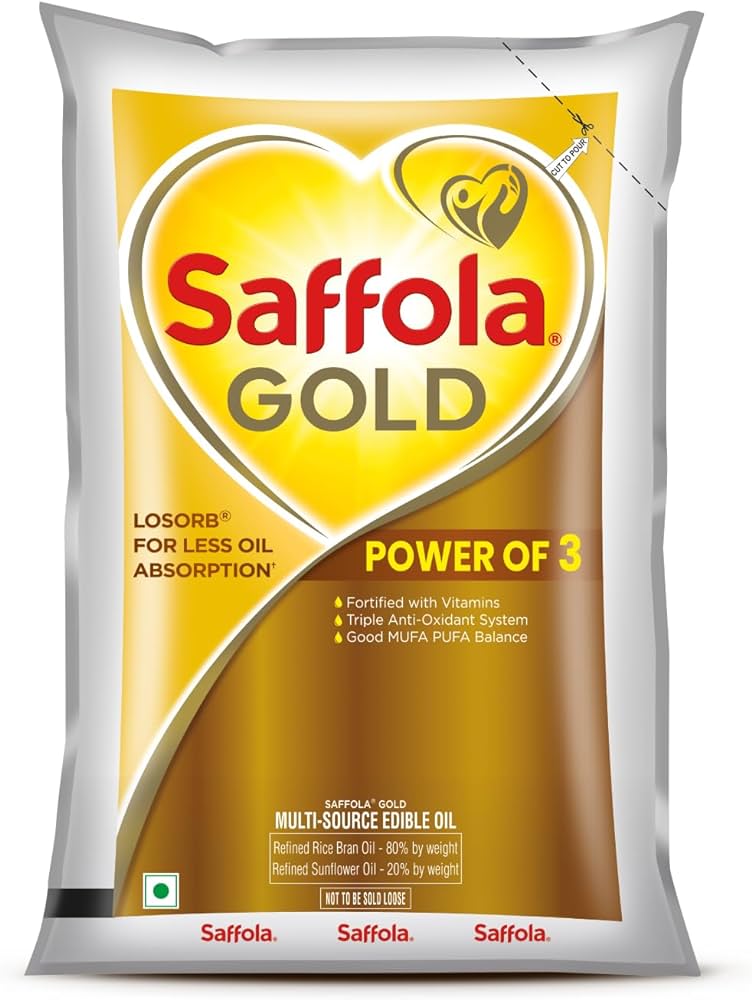 CUT TO POUR
Saffola®
GOLD
LOSORB®
FOR LESS OIL
ABSORPTION†
POWER OF 3
Fortified with Vitamins
Triple Anti-Oxidant System
Good MUFA PUFA Balance
SAFFOLA® GOLD
MULTI-SOURCE EDIBLE OIL
Refined Rice Bran Oil - 80% by weight
Refined Sunflower Oil - 20% by weight
NOT TO BE SOLD LOOSE
Saffola® Saffola® Saffola®